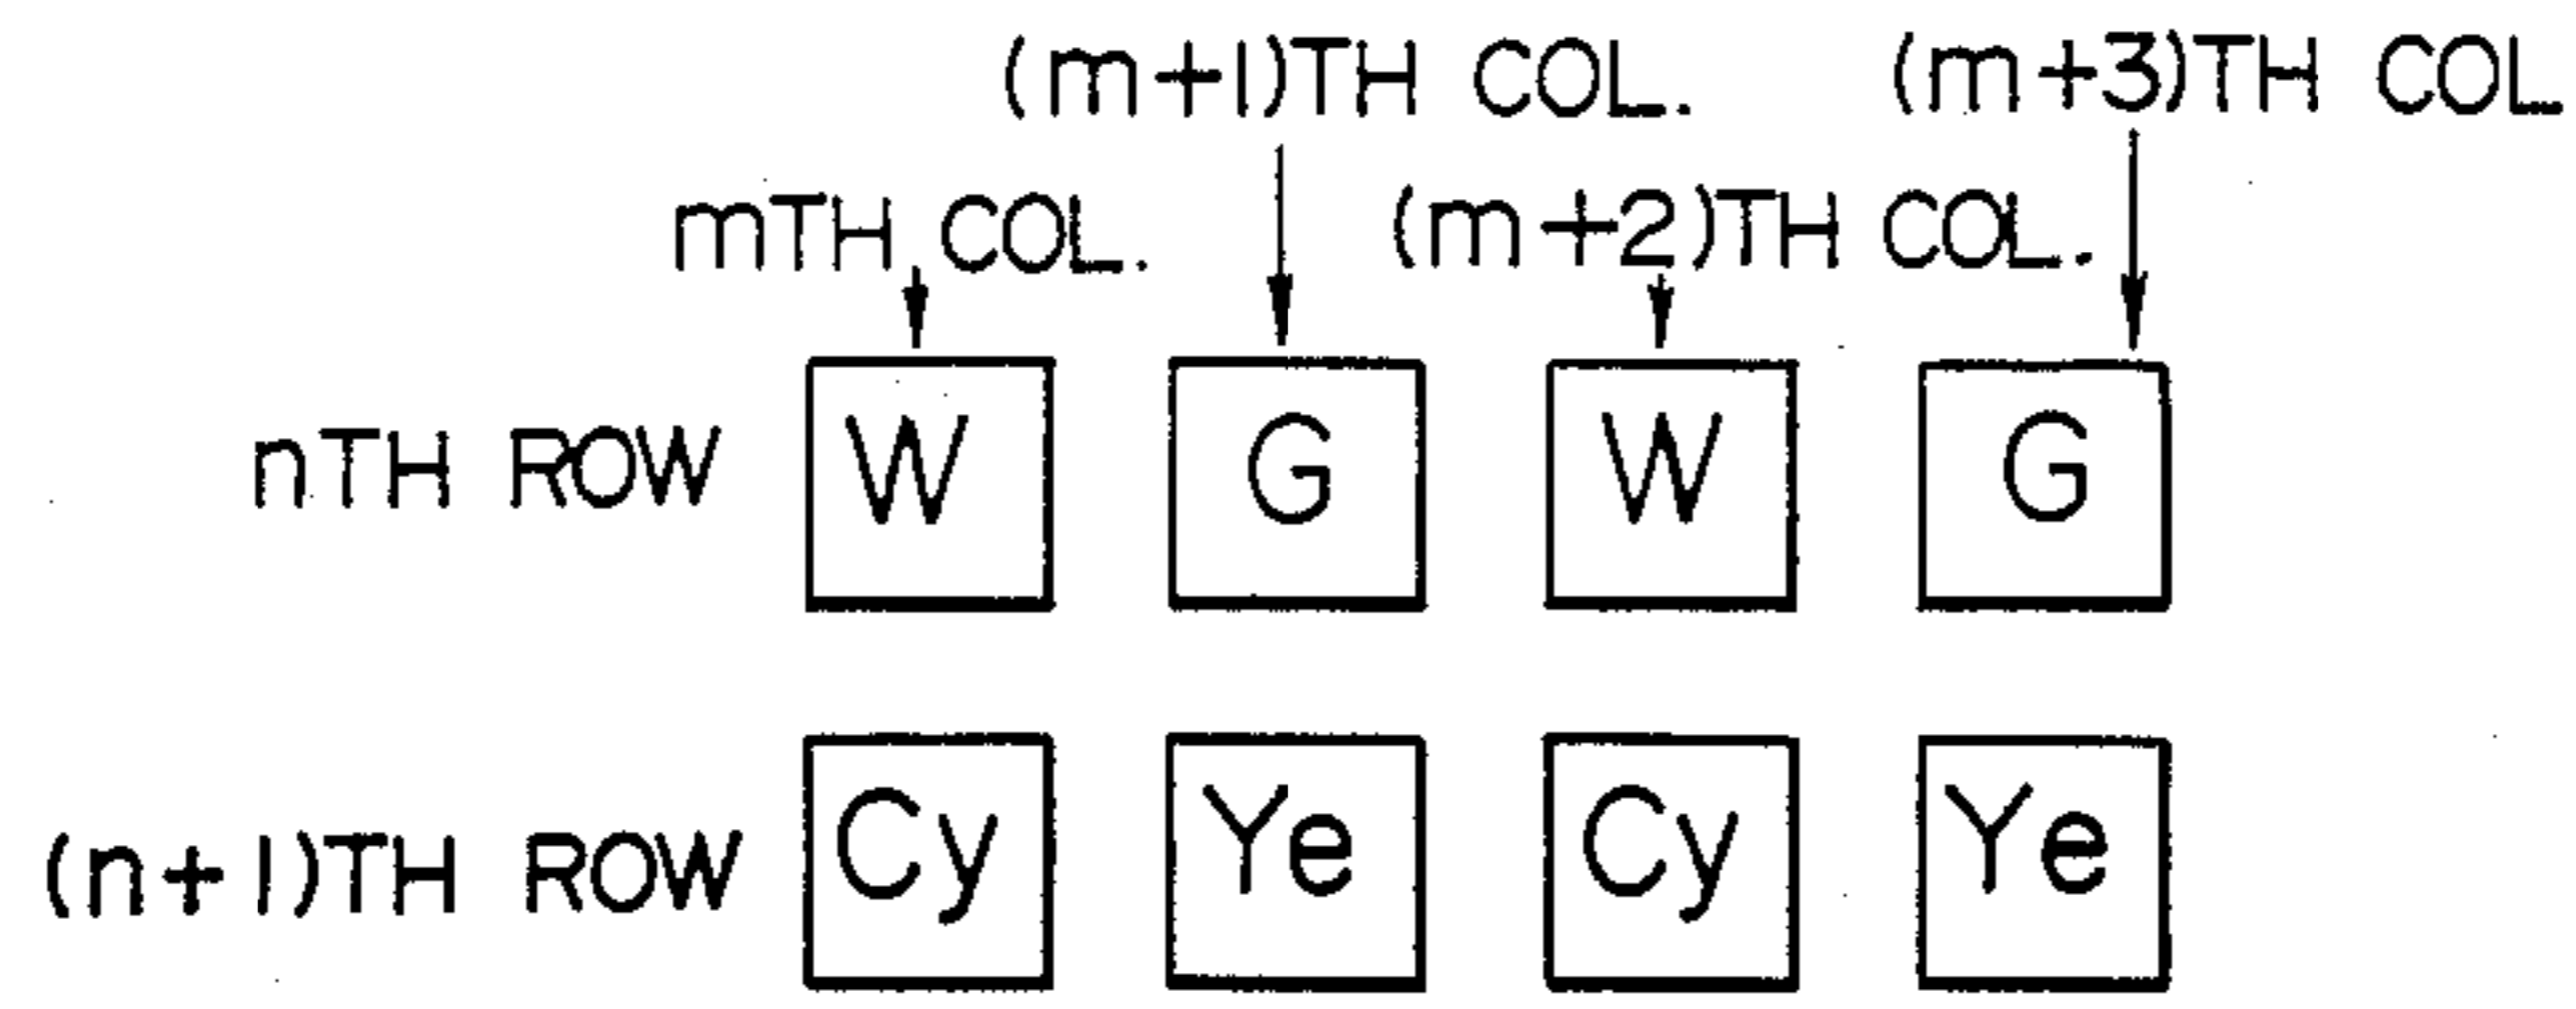 (m+1)TH COL. (m+3)TH COL
mTH COL. (m+2)TH COL.
nTH ROW W G W G
(n+1)TH ROW Cy Ye Cy Ye